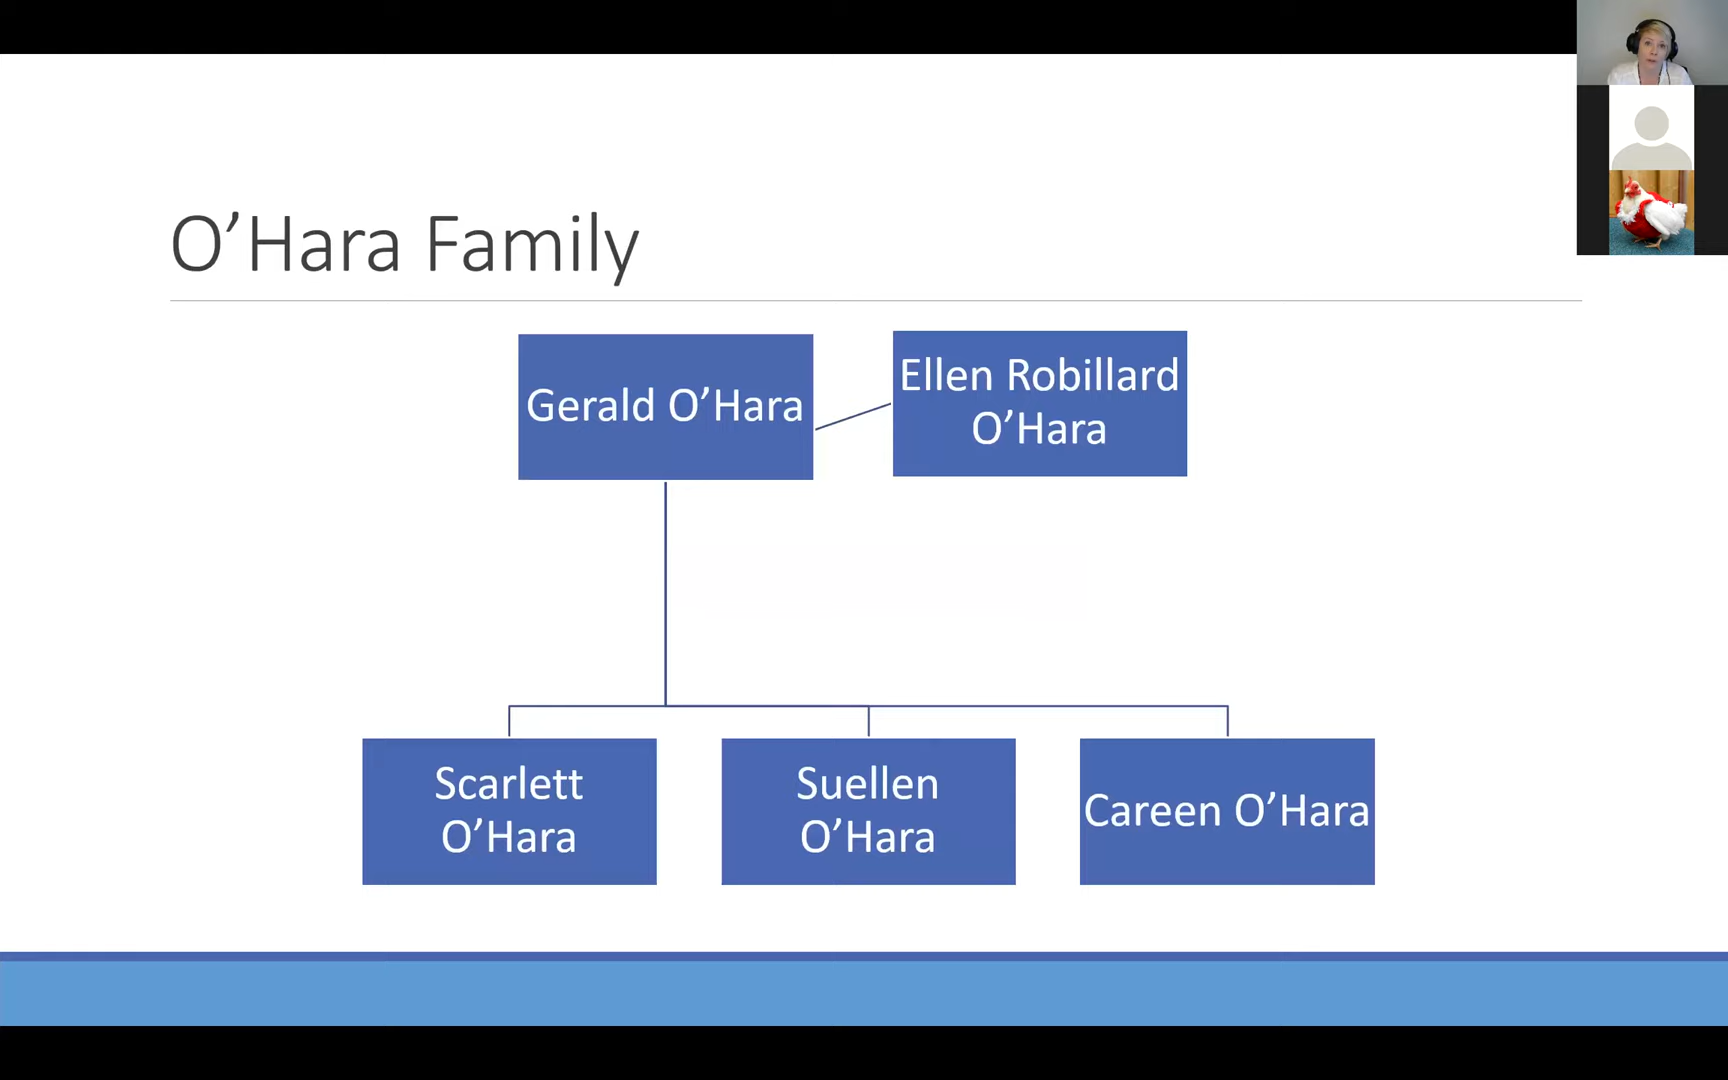 O’Hara Family
Gerald O’Hara
Ellen Robillard
O’Hara
Scarlett
O’Hara
Suellen
O’Hara
Careen O’Hara